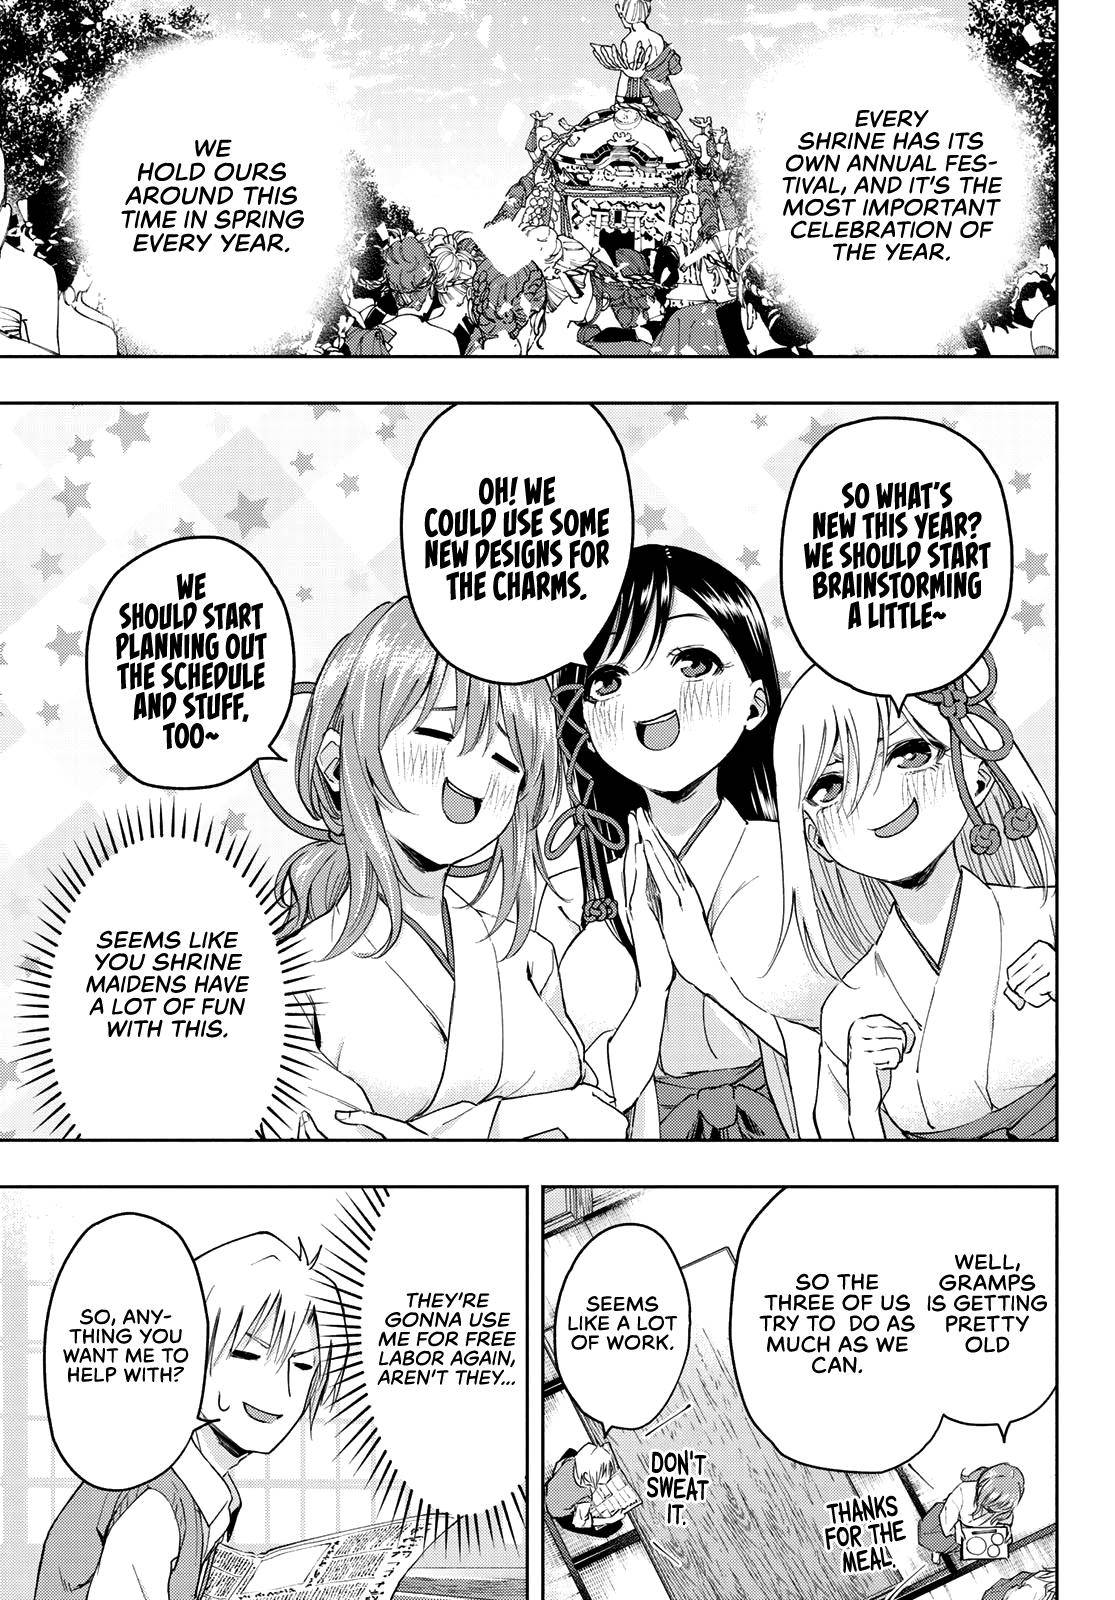 EVERY
SHRINE HAS ITS
OWN ANNUAL FES-
TIVAL, AND IT'S THE
MOST IMPORTANT
CELEBRATION OF
THE YEAR.
WE
HOLD OURS
AROUND THIS
TIME IN SPRING
EVERY YEAR.
SO WHAT'S
NEW THIS YEAR?
WE SHOULD START
BRAINSTORMING
A LITTLE~
OH! WE
COULD USE SOME
NEW DESIGNS FOR
THE CHARMS.
WE
SHOULD START
PLANNING OUT
THE SCHEDULE
AND STUFF,
TOO~
SEEMS LIKE
YOU SHRINE
MAIDENS HAVE
A LOT OF FUN
WITH THIS.
WELL,
GRAMPS
IS GETTING
PRETTY
OLD
SO THE
THREE OF US
TRY TO DO AS
MUCH AS WE
CAN.
SEEMS
LIKE A LOT
OF WORK.
THANKS
FOR THE
MEAL.
DON'T
SWEAT
IT.
THEY'RE
GONNA USE
ME FOR FREE
LABOR AGAIN,
AREN'T THEY...
SO, ANY-
THING YOU
WANT ME TO
HELP WITH?